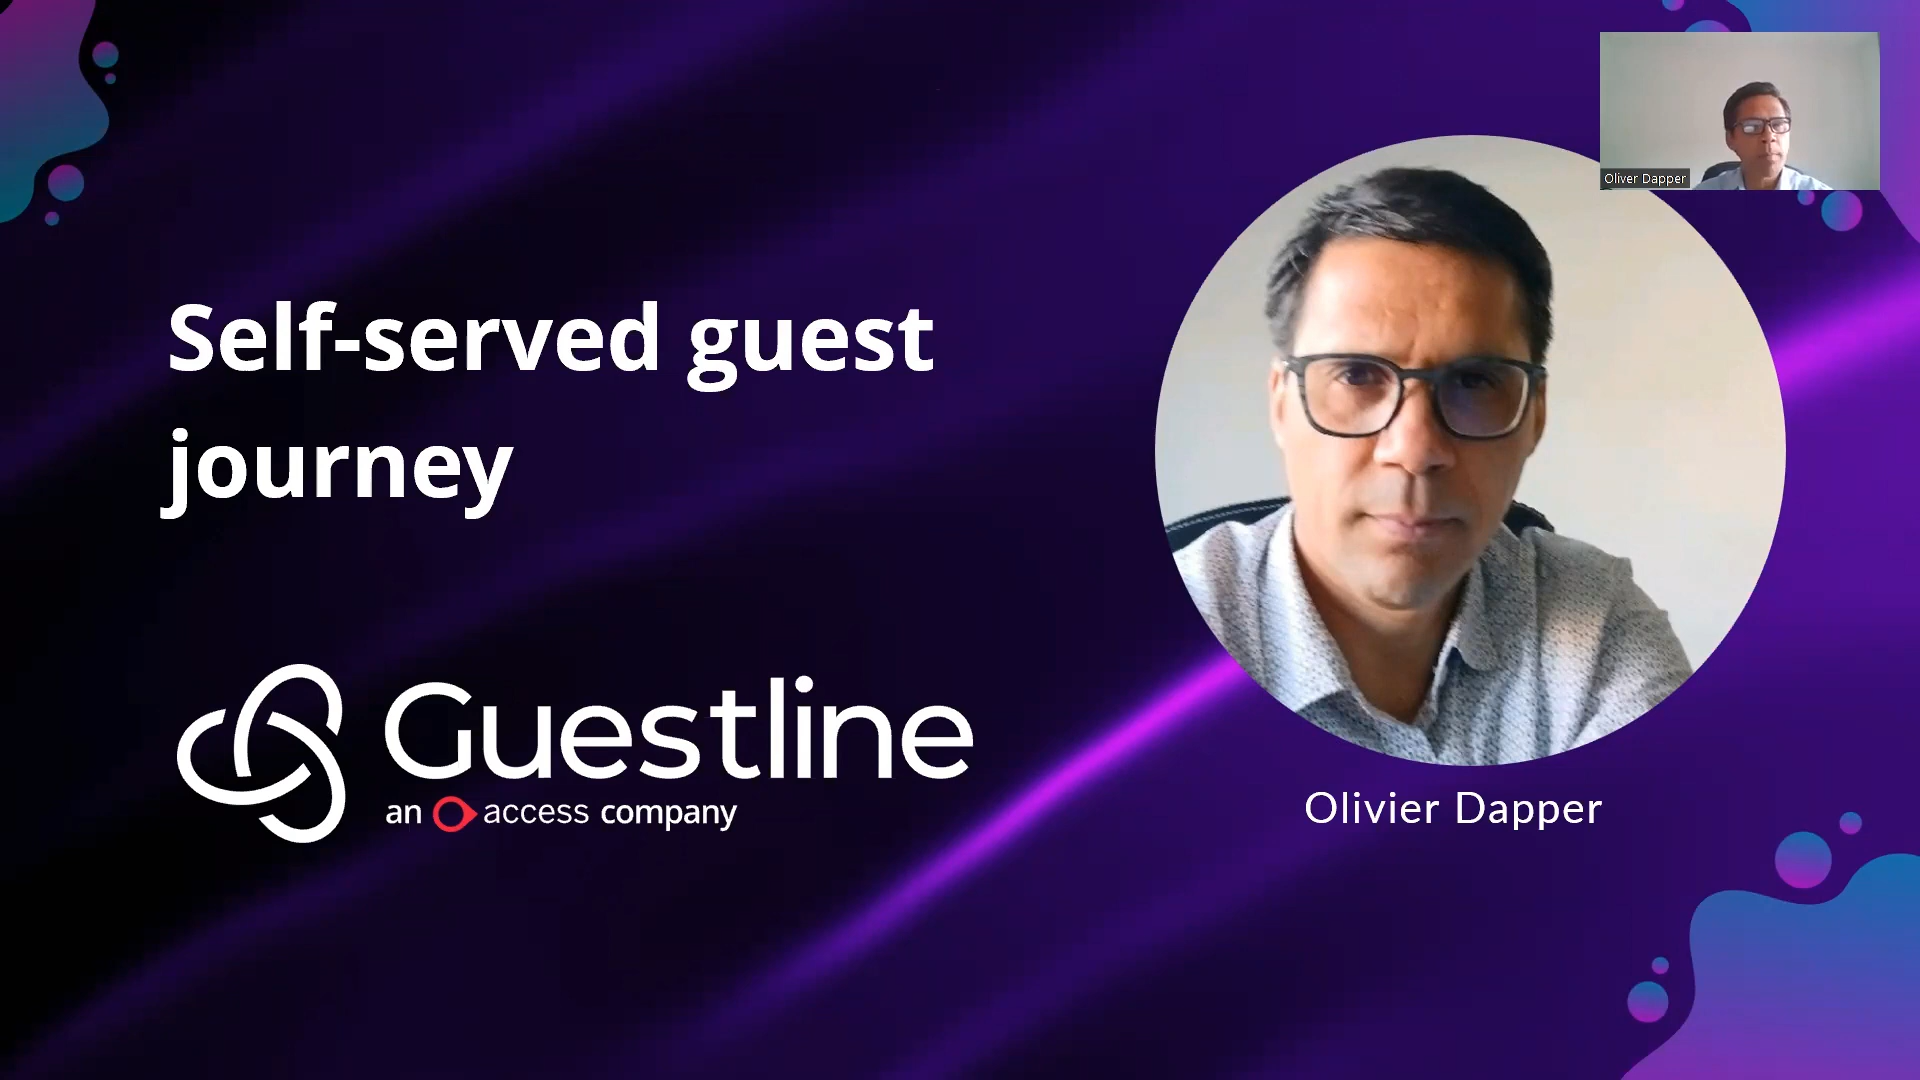 Oliver Dapper
Self-served guest
journey
Guestline
an access company
Olivier Dapper